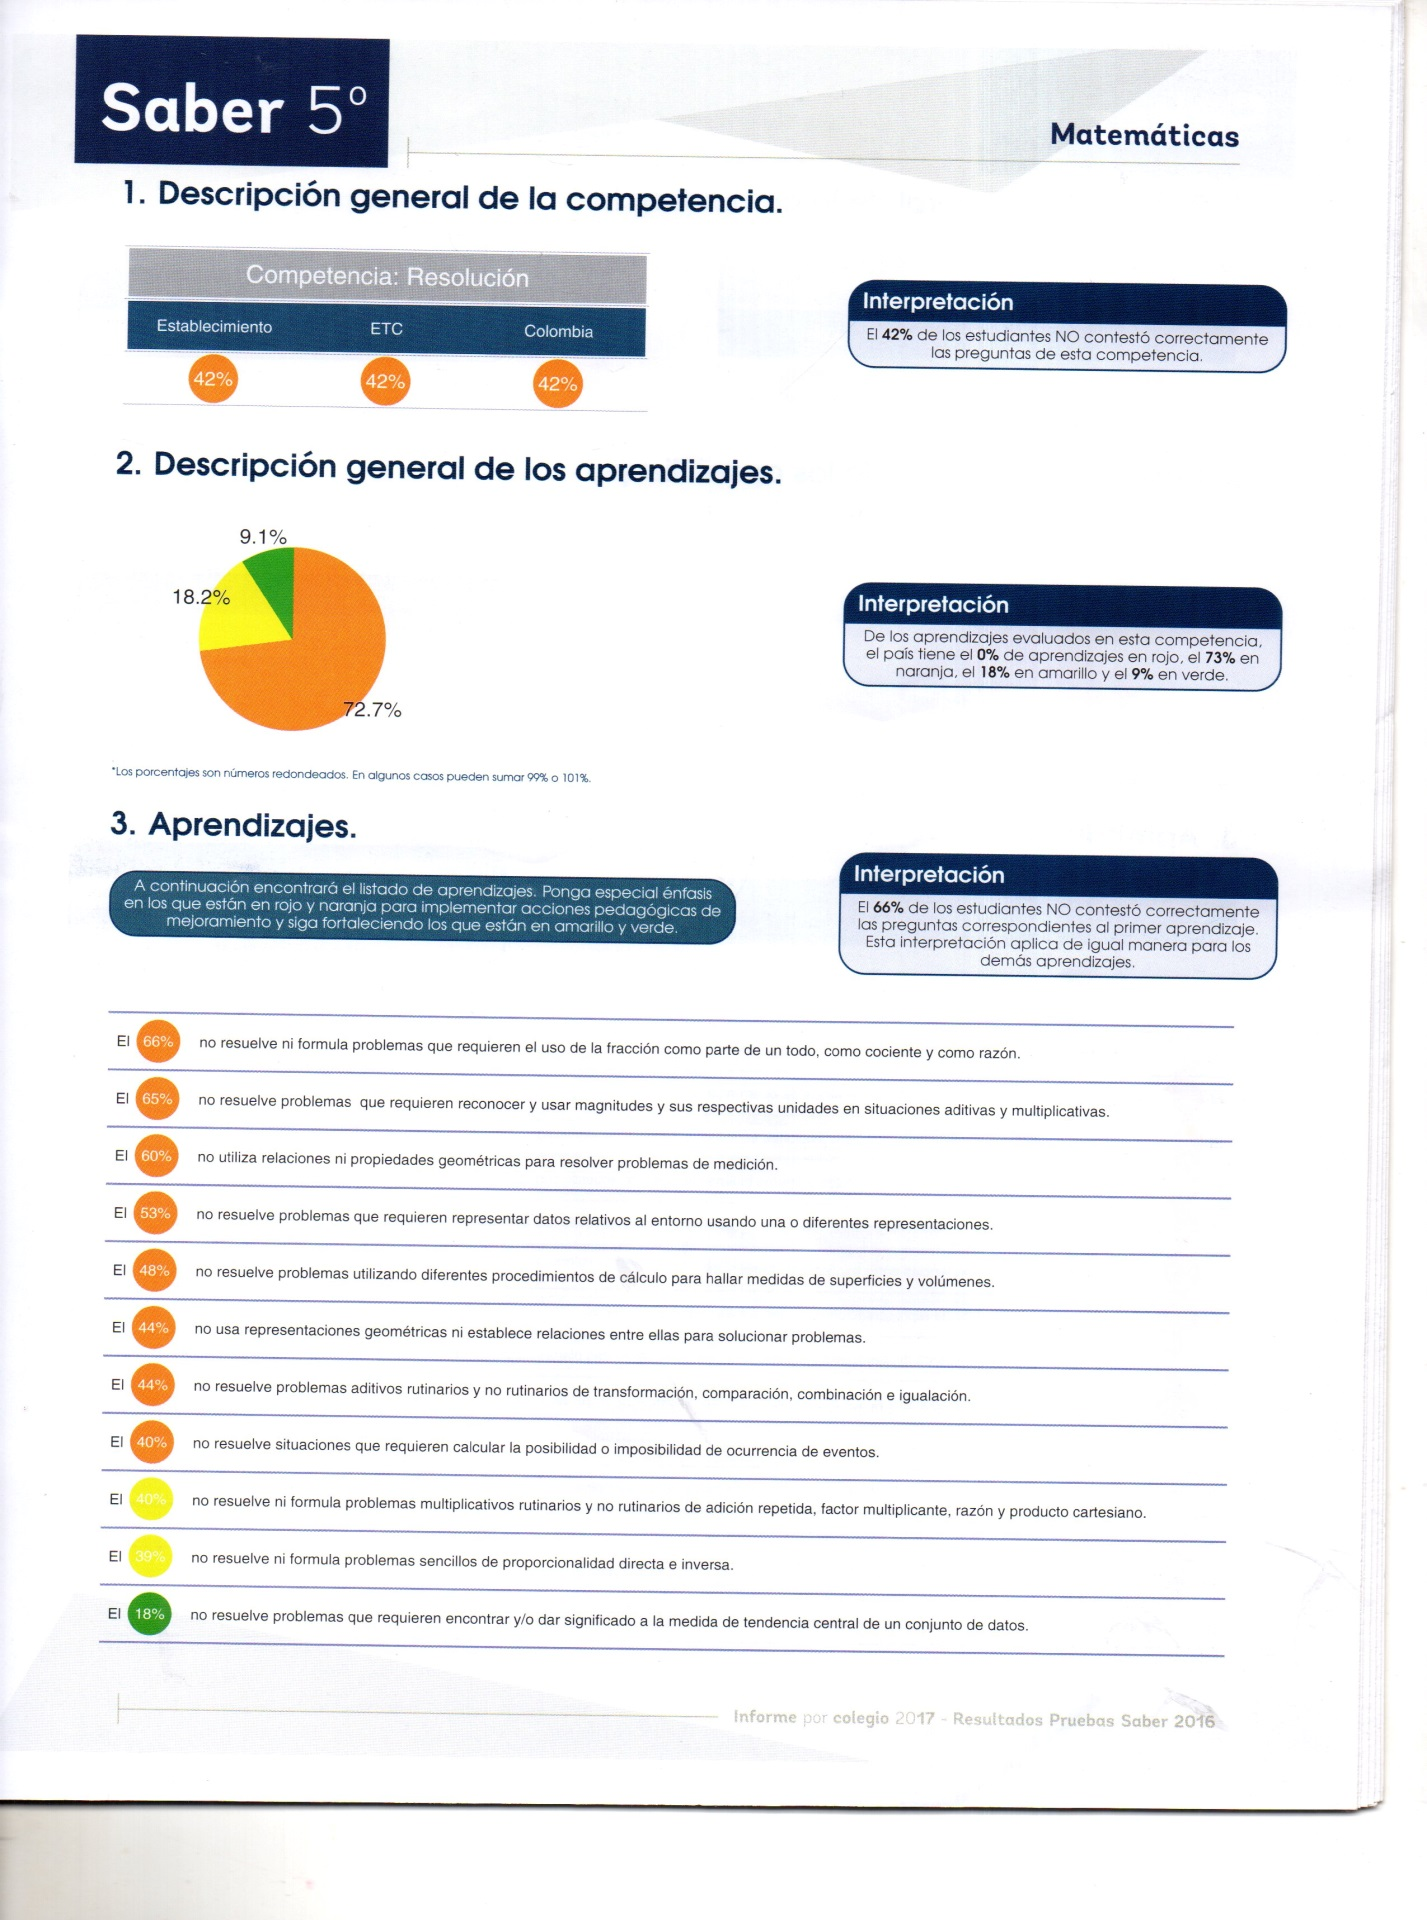 Saber 5º
Matemáticas
1. Descripción general de la competencia.
Competencia: Resolución
Establecimiento ETC Colombia
42% 42% 42%
Interpretación
El 42% de los estudiantes NO contestó correctamente
las preguntas de esta competencia.
2. Descripción general de los aprendizajes.
9.1%
18.2%
72.7%
Interpretación
De los aprendizajes evaluados en esta competencia,
el país tiene el 0% de aprendizajes en rojo, el 73% en
naranja, el 18% en amarillo y el 9% en verde.
*Los porcentajes son números redondeados. En algunos casos pueden sumar 99% o 101%.
3. Aprendizajes.
A continuación encontrará el listado de aprendizajes. Ponga especial énfasis
en los que están en rojo y naranja para implementar acciones pedagógicas de
mejoramiento y siga fortaleciendo los que están en amarillo y verde.
Interpretación
El 66% de los estudiantes NO contestó correctamente
las preguntas correspondientes al primer aprendizaje.
Esta interpretación aplica de igual manera para los
demás aprendizajes.
El 66% no resuelve ni formula problemas que requieren el uso de la fracción como parte de un todo, como cociente y como razón.
El 65% no resuelve problemas que requieren reconocer y usar magnitudes y sus respectivas unidades en situaciones aditivas y multiplicativas.
El 60% no utiliza relaciones ni propiedades geométricas para resolver problemas de medición.
El 53% no resuelve problemas que requieren representar datos relativos al entorno usando una o diferentes representaciones.
El 48% no resuelve problemas utilizando diferentes procedimientos de cálculo para hallar medidas de superficies y volúmenes.
El 44% no usa representaciones geométricas ni establece relaciones entre ellas para solucionar problemas.
El 44% no resuelve problemas aditivos rutinarios y no rutinarios de transformación, comparación, combinación e igualación.
El 40% no resuelve situaciones que requieren calcular la posibilidad o imposibilidad de ocurrencia de eventos.
El 40% no resuelve ni formula problemas multiplicativos rutinarios y no rutinarios de adición repetida, factor multiplicante, razón y producto cartesiano.
El 39% no resuelve ni formula problemas sencillos de proporcionalidad directa e inversa.
El 18% no resuelve problemas que requieren encontrar y/o dar significado a la medida de tendencia central de un conjunto de datos.
Informe por colegio 2017 - Resultados Pruebas Saber 2016